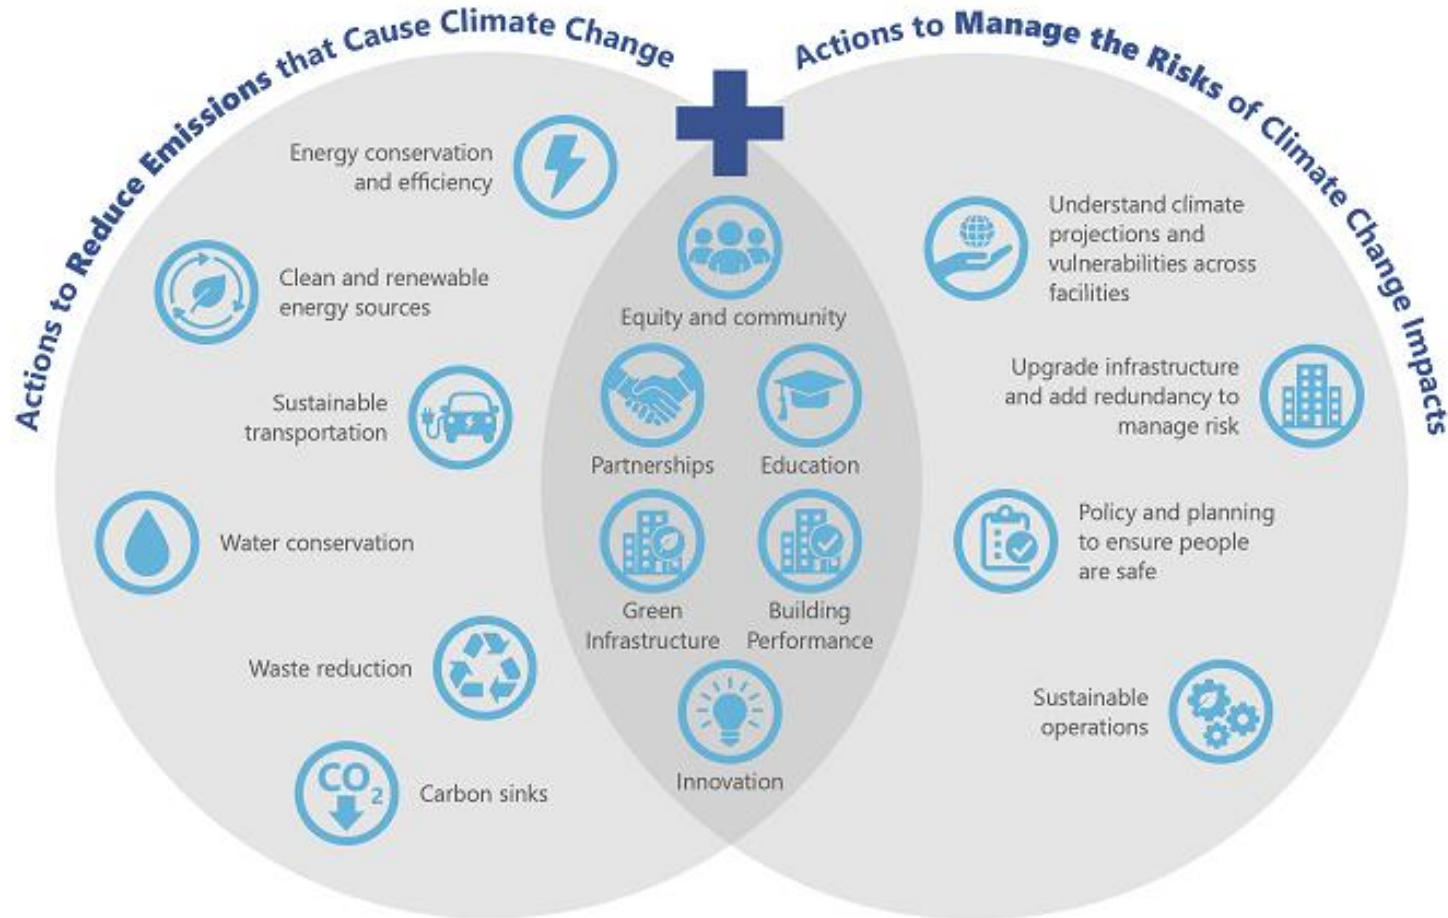 Actions to Reduce Emissions that Cause Climate Change
Actions to Manage the Risks of Climate Change Impacts
Energy conservation
and efficiency
Clean and renewable
energy sources
Sustainable
transportation
Water conservation
Waste reduction
CO2
Carbon sinks
Equity and community
Partnerships
Education
Green
Infrastructure
Building
Performance
Innovation
Understand climate
projections and
vulnerabilities across
facilities
Upgrade infrastructure
and add redundancy to
manage risk
Policy and planning
to ensure people
are safe
Sustainable
operations